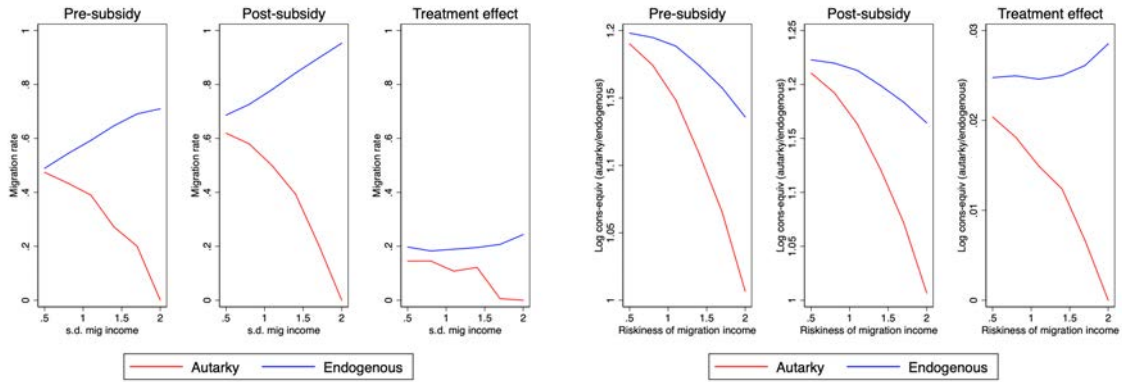 Pre-subsidy
Post-subsidy
Treatment effect
Migration rate
0
.2
.4
.6
.8
1
.5
1
1.5
2
s.d. mig income
Migration rate
0
.2
.4
.6
.8
1
.5
1
1.5
2
s.d. mig income
Migration rate
0
.2
.4
.6
.8
1
.5
1
1.5
2
s.d. mig income
Autarky
Endogenous
Pre-subsidy
Post-subsidy
Treatment effect
Log cons-equiv (autarky/endogenous)
1
1.05
1.1
1.15
1.2
.5
1
1.5
2
Riskiness of migration income
Log cons-equiv (autarky/endogenous)
1
1.05
1.1
1.15
1.2
1.25
.5
1
1.5
2
Riskiness of migration income
Log cons-equiv (autarky/endogenous)
0
.01
.02
.03
.5
1
1.5
2
Riskiness of migration income
Autarky
Endogenous